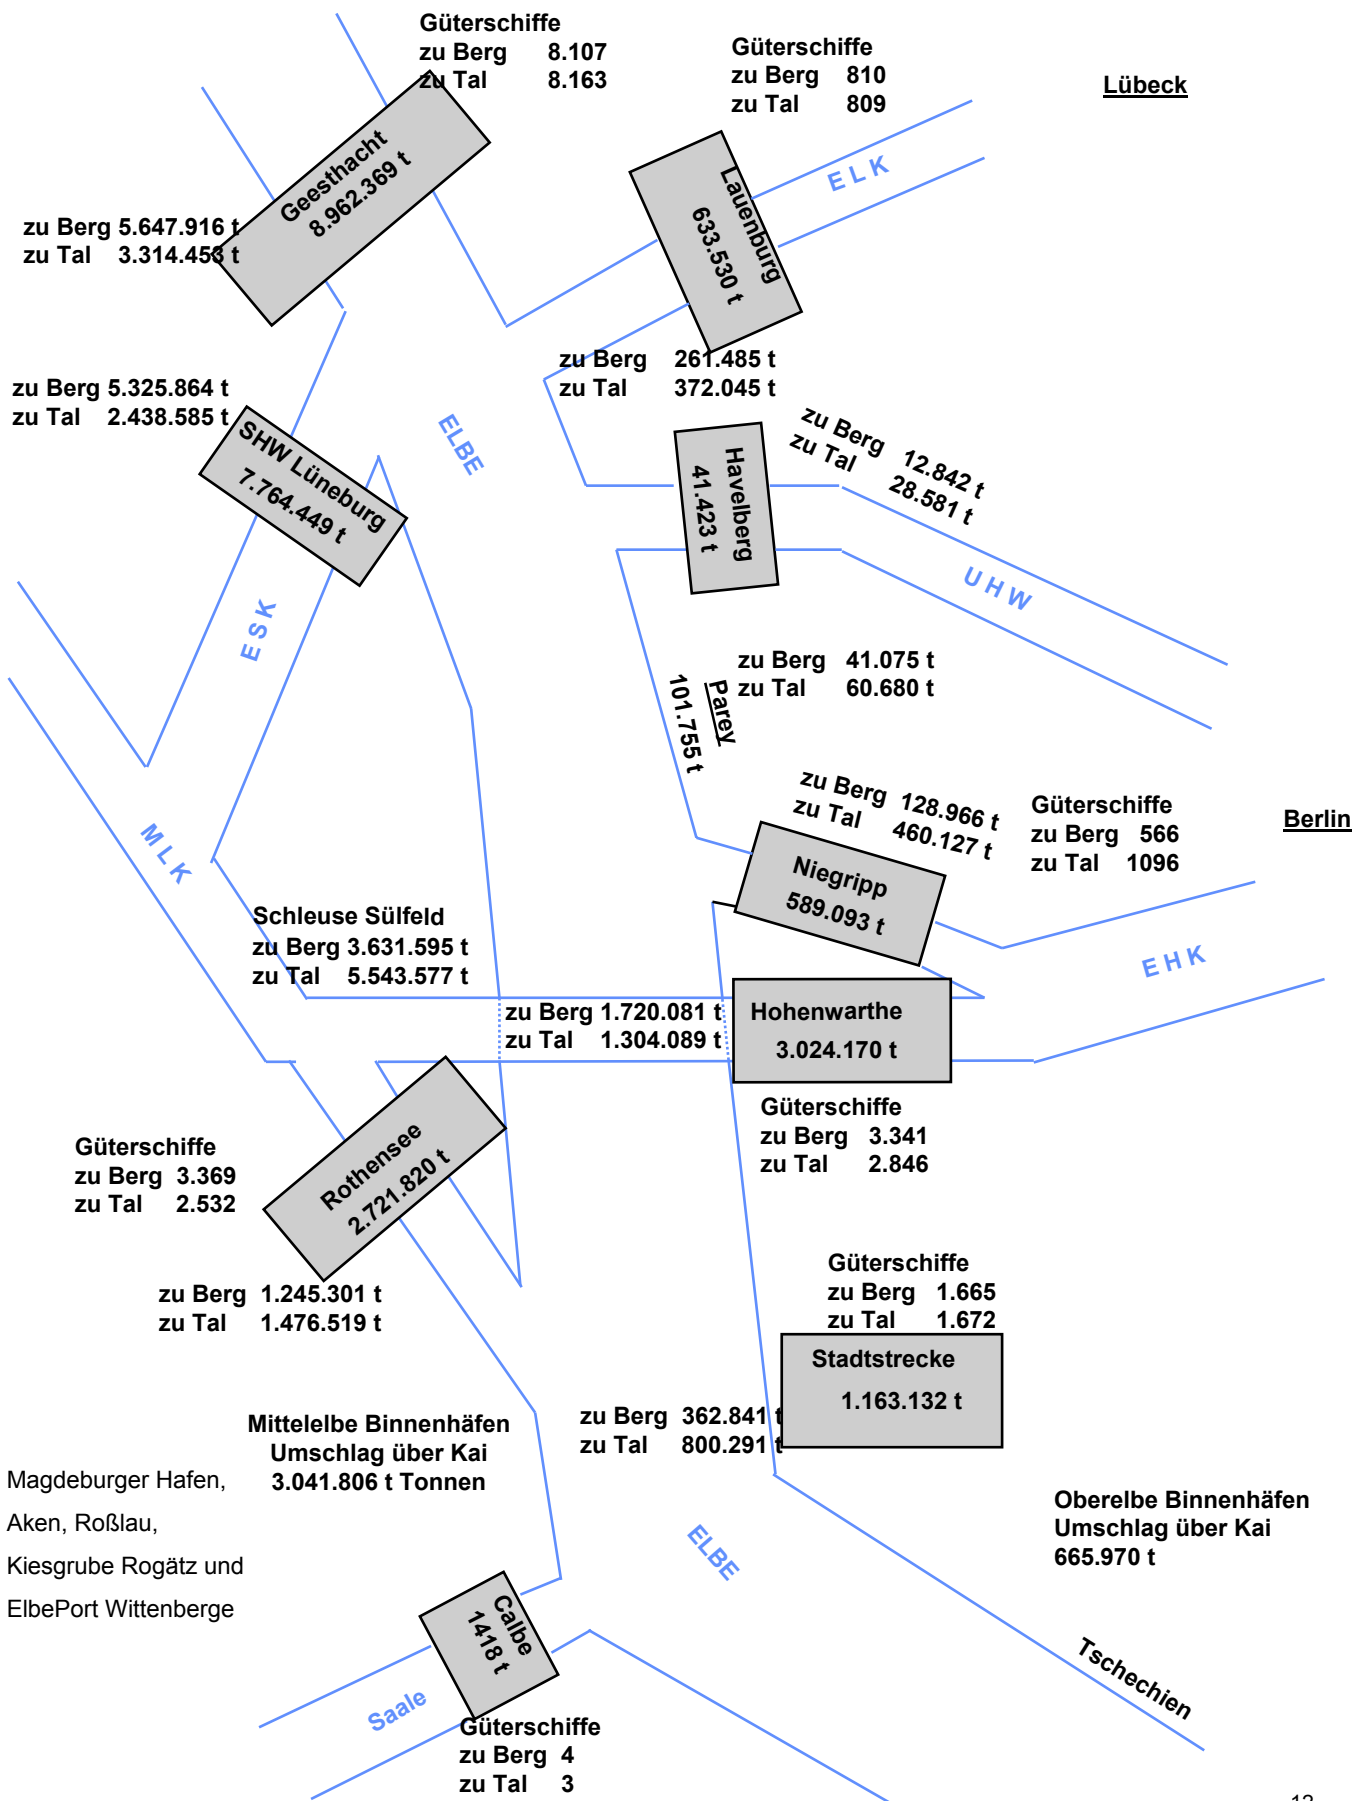 Güterschiffe
zu Berg 8.107
zu Tal 8.163
Güterschiffe
zu Berg 810
zu Tal 809
Lübeck
Geesthacht
8.962.369 t
zu Berg 5.647.916 t
zu Tal 3.314.453 t
Lauenburg
633.530 t
ELK
zu Berg 261.485 t
zu Tal 372.045 t
zu Berg 5.325.864 t
zu Tal 2.438.585 t
SHW Lüneburg
7.764.449 t
ELBE
Havelberg
41.423 t
zu Berg 12.842 t
zu Tal 28.581 t
UHW
ESK
zu Berg 41.075 t
zu Tal 60.680 t
Parey
101.755 t
MLK
zu Berg 128.966 t
zu Tal 460.127 t
Güterschiffe
zu Berg 566
zu Tal 1096
Berlin
Niegripp
589.093 t
EHK
Schleuse Sülfeld
zu Berg 3.631.595 t
zu Tal 5.543.577 t
zu Berg 1.720.081 t
zu Tal 1.304.089 t
Hohenwarthe
3.024.170 t
Güterschiffe
zu Berg 3.341
zu Tal 2.846
Güterschiffe
zu Berg 3.369
zu Tal 2.532
Rothensee
2.721.820 t
zu Berg 1.245.301 t
zu Tal 1.476.519 t
Güterschiffe
zu Berg 1.665
zu Tal 1.672
Stadtstrecke
1.163.132 t
zu Berg 362.841 t
zu Tal 800.291 t
Mittelelbe Binnenhäfen
Umschlag über Kai
3.041.806 t Tonnen
Magdeburger Hafen,
Aken, Roßlau,
Kiesgrube Rogätz und
ElbePort Wittenberge
Oberelbe Binnenhäfen
Umschlag über Kai
665.970 t
ELBE
Calbe
1418 t
Saale
Tschechien
Güterschiffe
zu Berg 4
zu Tal 3